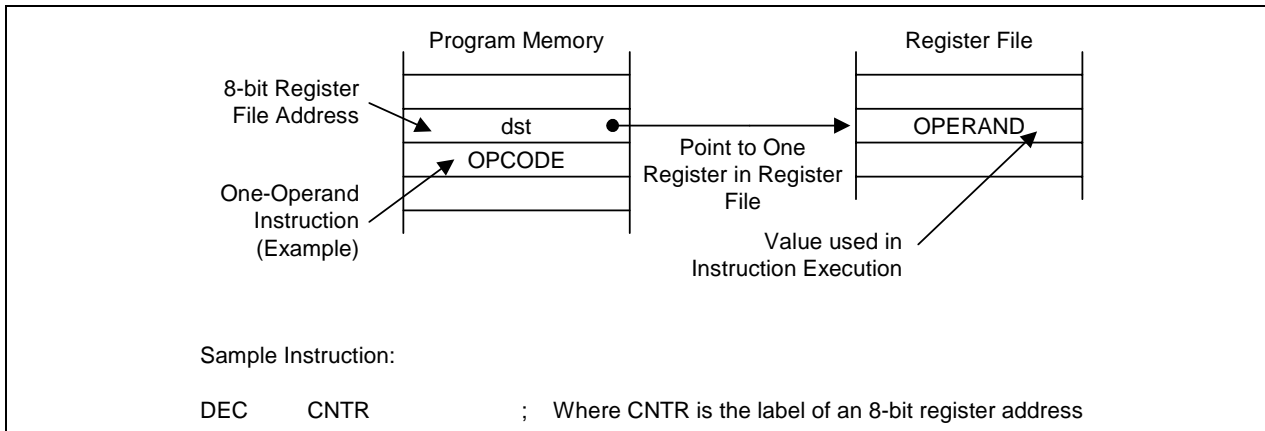 Program Memory
Register File
8-bit Register
File Address
dst
OPERAND
OPCODE
Point to One
Register in Register
File
One-Operand
Instruction
(Example)
Value used in
Instruction Execution
Sample Instruction:
DEC CNTR ; Where CNTR is the label of an 8-bit register address